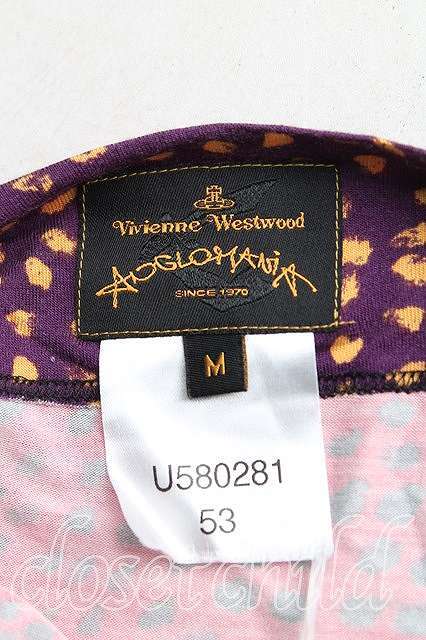 Vivienne Westwood
ANGLOMANIA
SINCE 1970
M
U580281
53
closet child